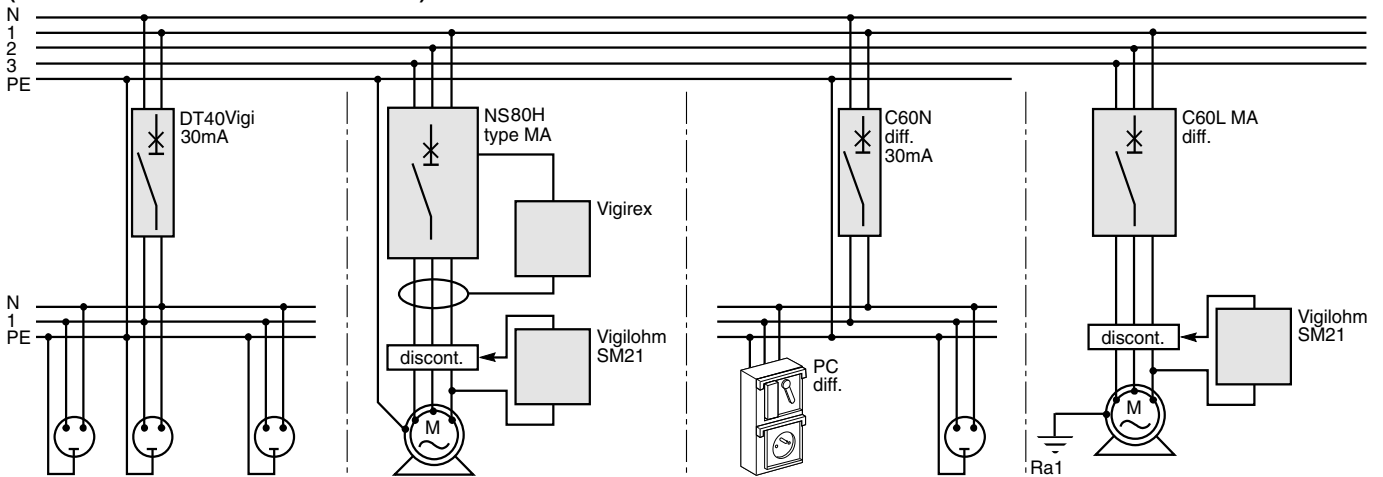 N
1
2
3
PE
DT40Vigi
30mA
NS80H
type MA
Vigirex
C60N
diff.
30mA
C60L MA
diff.
N
1
PE
discont.
Vigilohm
SM21
M
PC
diff.
discont.
Vigilohm
SM21
M
Ra1